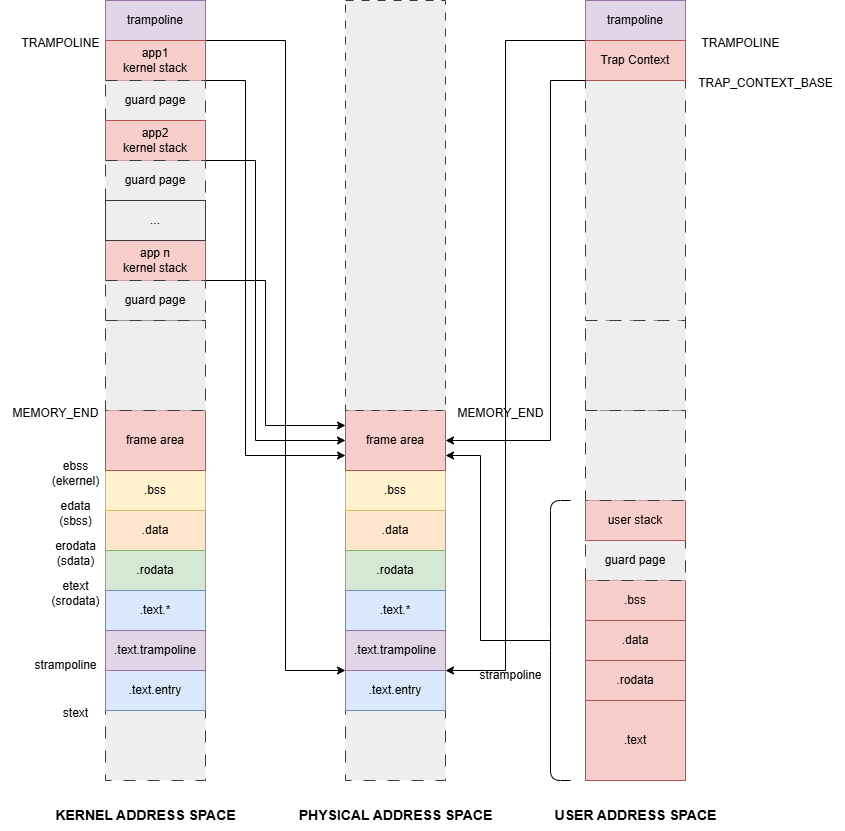 trampoline
TRAMPOLINE
app1
kernel stack
guard page
app2
kernel stack
guard page
...
app n
kernel stack
guard page
MEMORY_END
frame area
ebss
(ekernel)
.bss
edata
(sbss)
.data
erodata
(sdata)
.rodata
etext
(srodata)
.text.*
.text.trampoline
strampoline
.text.entry
stext
KERNEL ADDRESS SPACE
MEMORY_END
frame area
.bss
.data
.rodata
.text.*
.text.trampoline
strampoline
.text.entry
PHYSICAL ADDRESS SPACE
trampoline
TRAMPOLINE
Trap Context
TRAP_CONTEXT_BASE
user stack
guard page
.bss
.data
.rodata
.text
USER ADDRESS SPACE